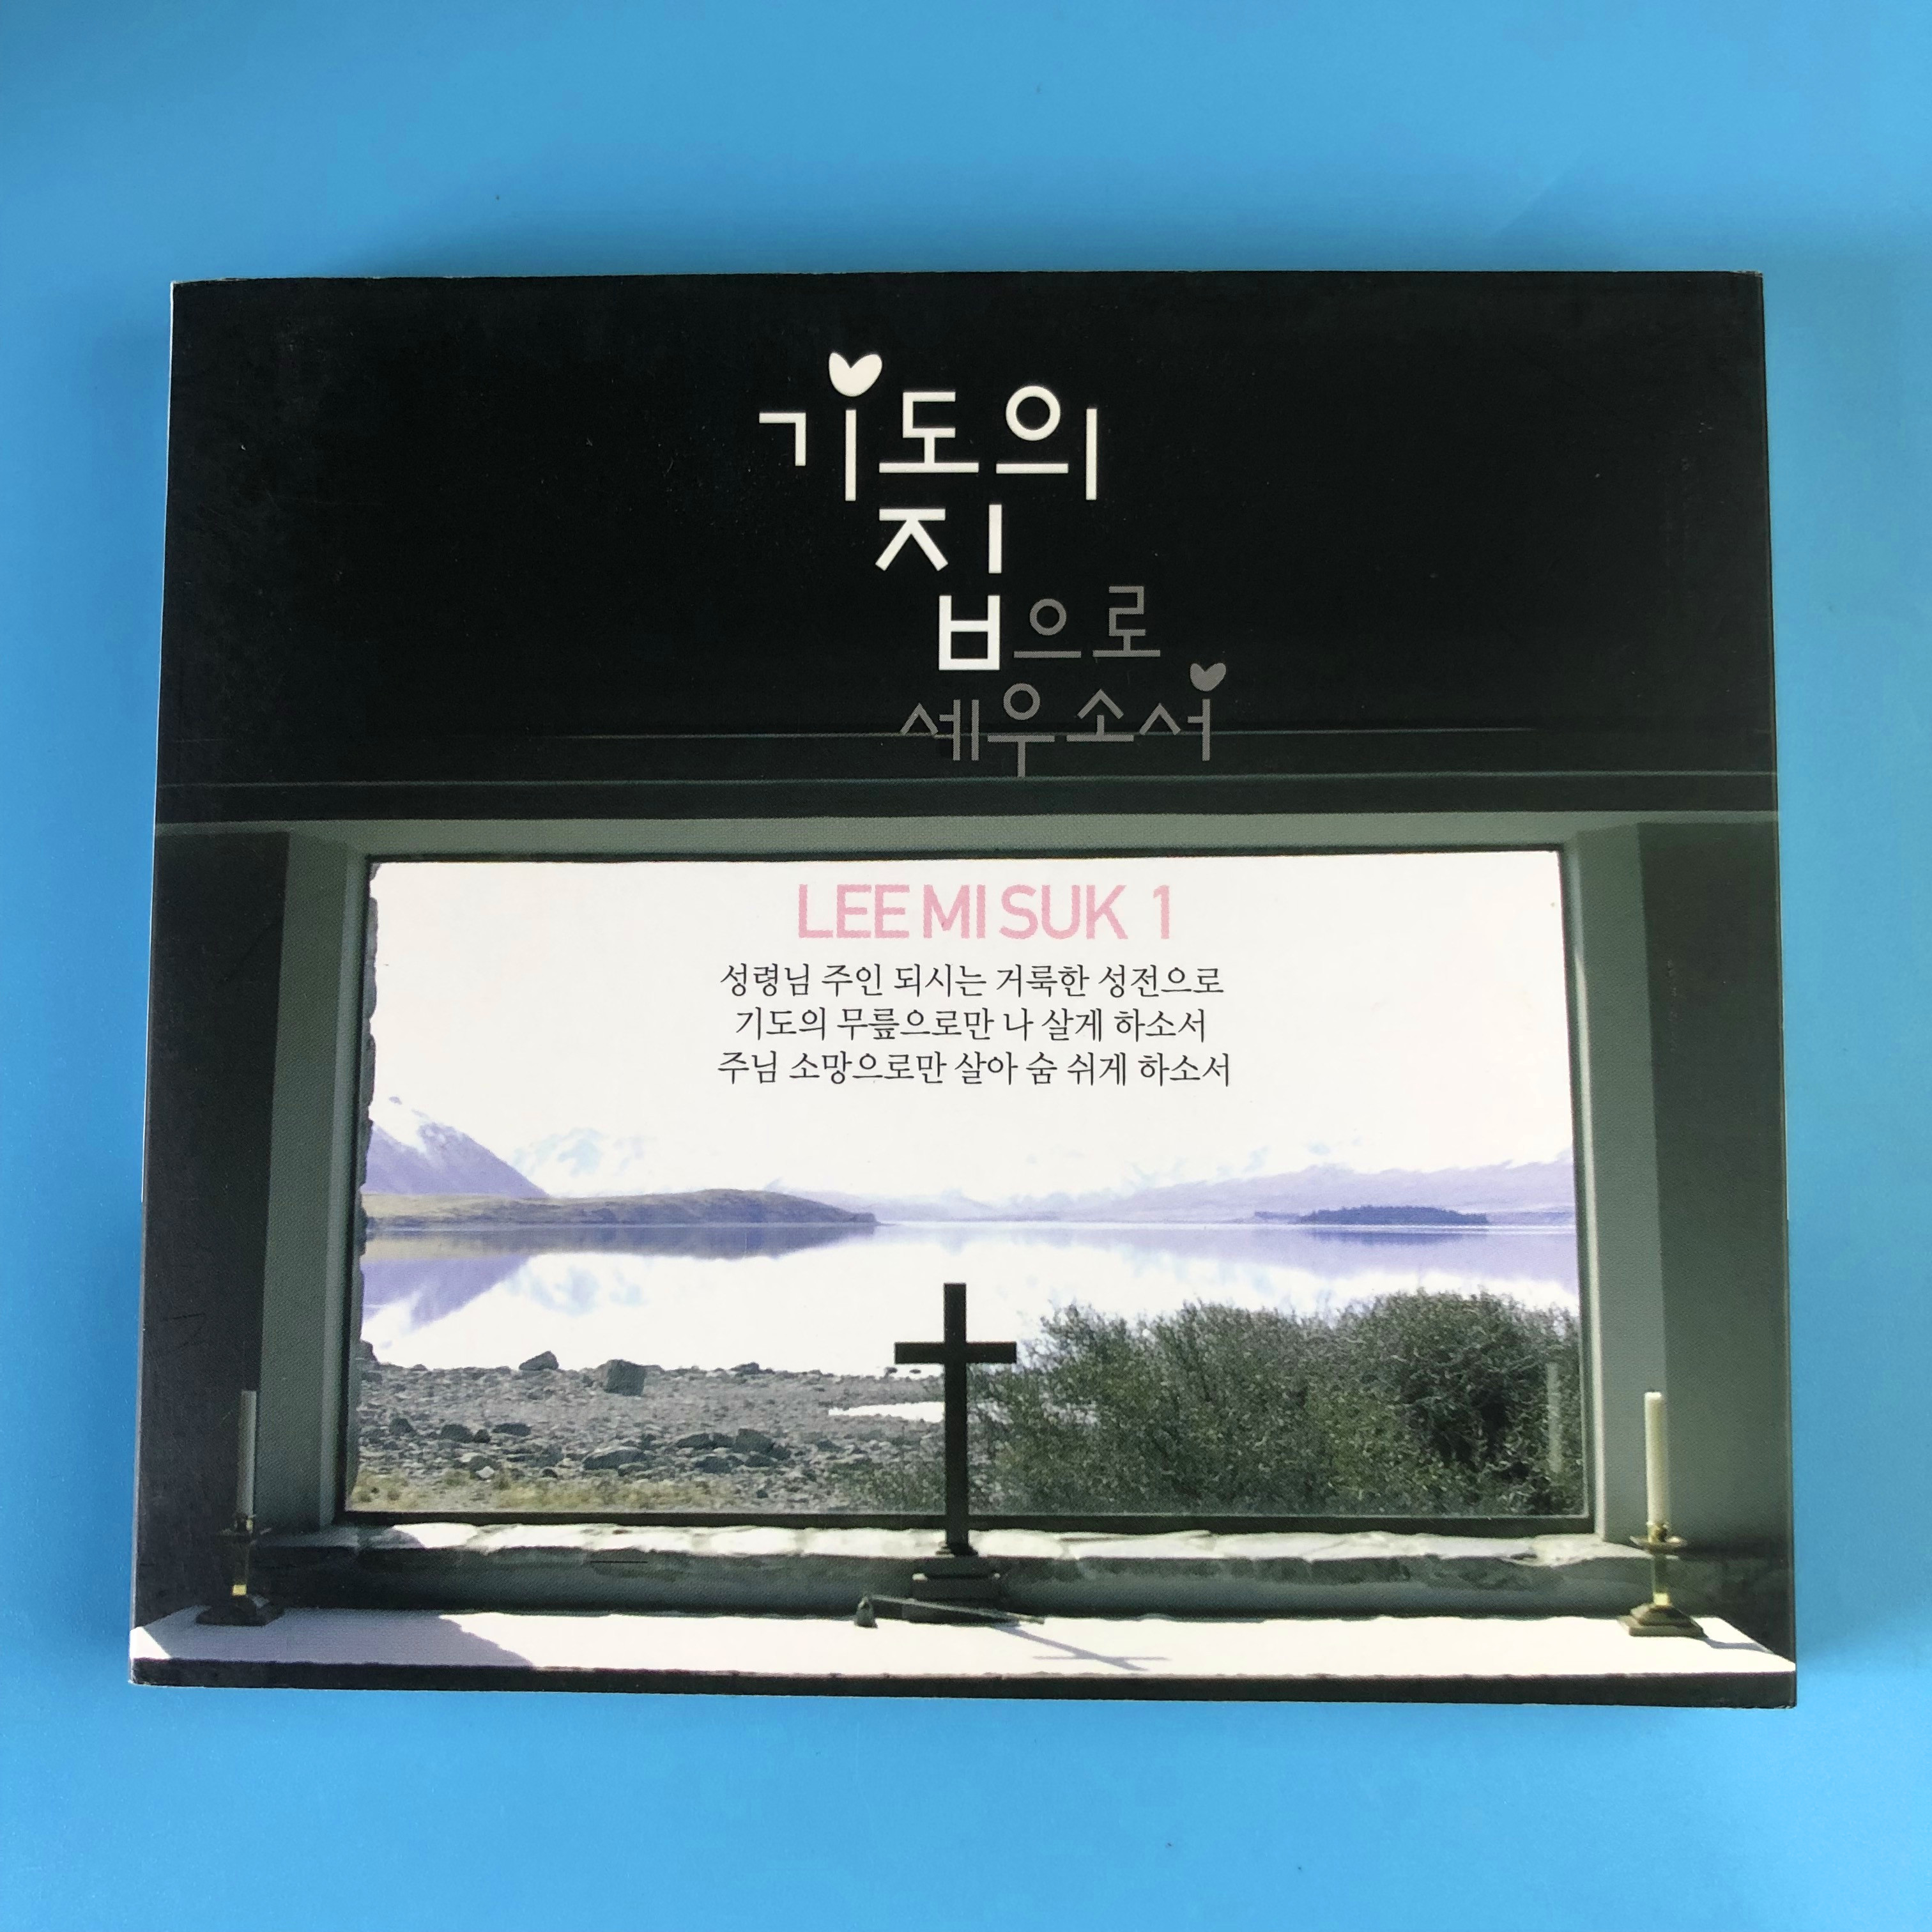 기도의
집으로
세우소서
LEE MI SUK 1
성령님 주인 되시는 거룩한 성전으로
기도의 무릎으로만 나 살게 하소서
주님 소망으로만 살아 숨 쉬게 하소서